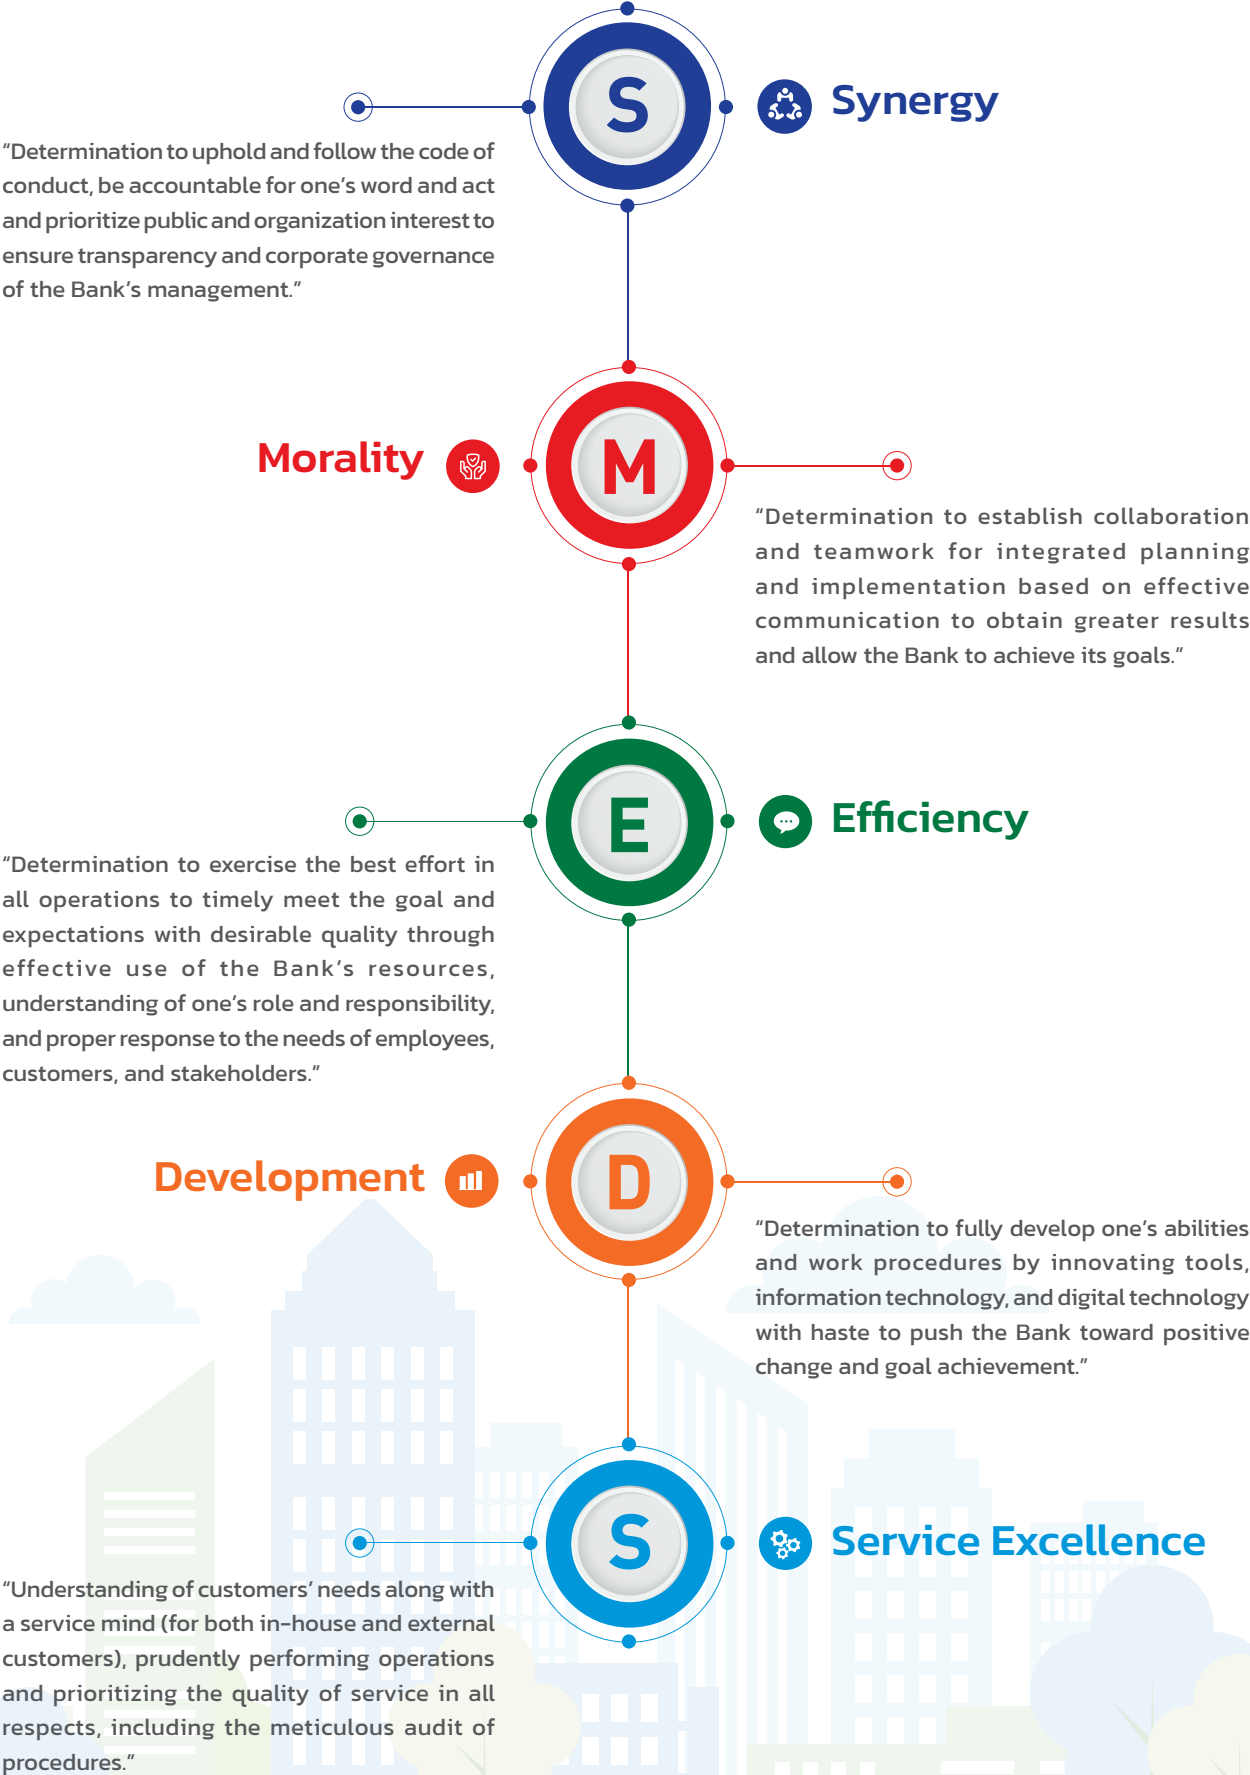 S
Synergy
“Determination to uphold and follow the code of
conduct, be accountable for one’s word and act
and prioritize public and organization interest to
ensure transparency and corporate governance
of the Bank’s management.”
Morality
M
“Determination to establish collaboration
and teamwork for integrated planning
and implementation based on effective
communication to obtain greater results
and allow the Bank to achieve its goals.”
E
Efficiency
“Determination to exercise the best effort in
all operations to timely meet the goal and
expectations with desirable quality through
effective use of the Bank’s resources,
understanding of one’s role and responsibility,
and proper response to the needs of employees,
customers, and stakeholders.”
Development
D
“Determination to fully develop one’s abilities
and work procedures by innovating tools,
information technology, and digital technology
with haste to push the Bank toward positive
change and goal achievement.”
S
Service Excellence
“Understanding of customers’ needs along with
a service mind (for both in-house and external
customers), prudently performing operations
and prioritizing the quality of service in all
respects, including the meticulous audit of
procedures.”